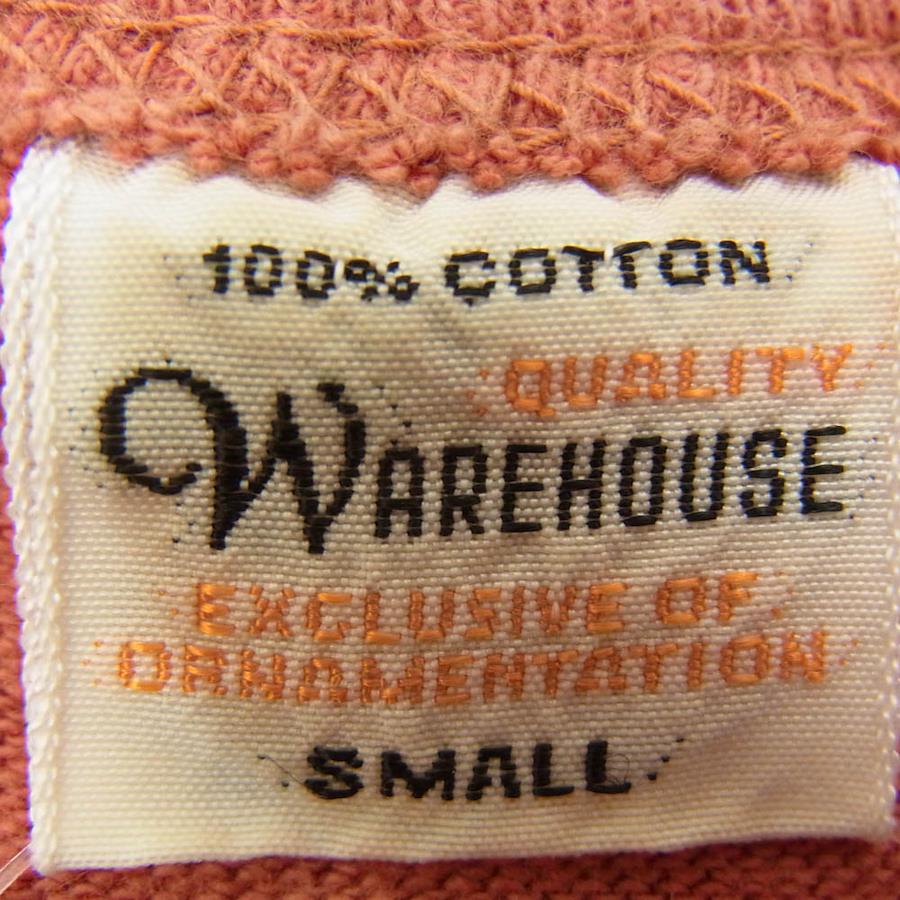 100% COTTON
QUALITY
WAREHOUSE
EXCLUSIVE OF
ORNAMENTATION
SMALL